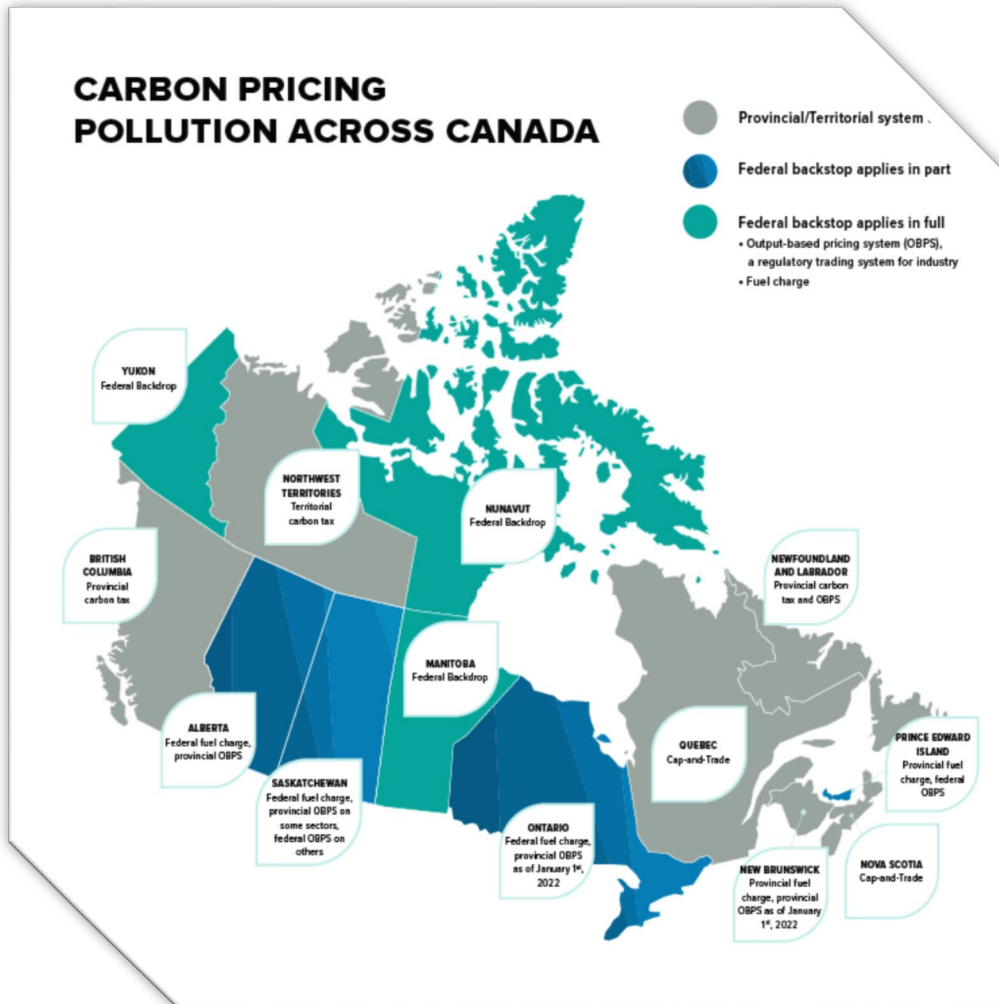 CARBON PRICING
POLLUTION ACROSS CANADA
Provincial/Territorial system .
Federal backstop applies in part
Federal backstop applies in full
• Output-based pricing system (OBPS),
a regulatory trading system for industry
• Fuel charge
YUKON
Federal Backdrop
NORTHWEST
TERRITORIES
Territorial
carbon tax
NUNAVUT
Federal Backdrop
BRITISH
COLUMBIA
Provincial
carbon tax
NEWFOUNDLAND
AND LABRADOR
Provincial carbon
tax and OBPS
MANITOBA
Federal Backdrop
ALBERTA
Federal fuel charge,
provincial OBPS
SASKATCHEWAN
Federal fuel charge,
provincial OBPS on
some sectors,
federal OBPS on
others
ONTARIO
Federal fuel charge,
provincial OBPS
as of January 1st,
2022
QUEBEC
Cap-and-Trade
PRINCE EDWARD
ISLAND
Provincial fuel
charge, federal
OBPS
NEW BRUNSWICK
Provincial fuel
charge, provincial
OBPS as of January
1st, 2022
NOVA SCOTIA
Cap-and-Trade